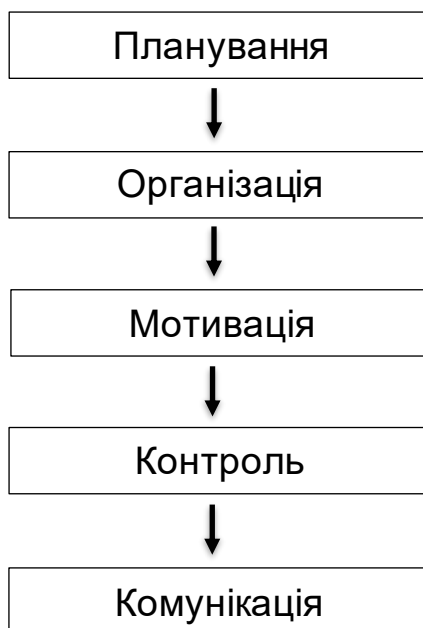 Планування
Організація
Мотивація
Контроль
Комунікація